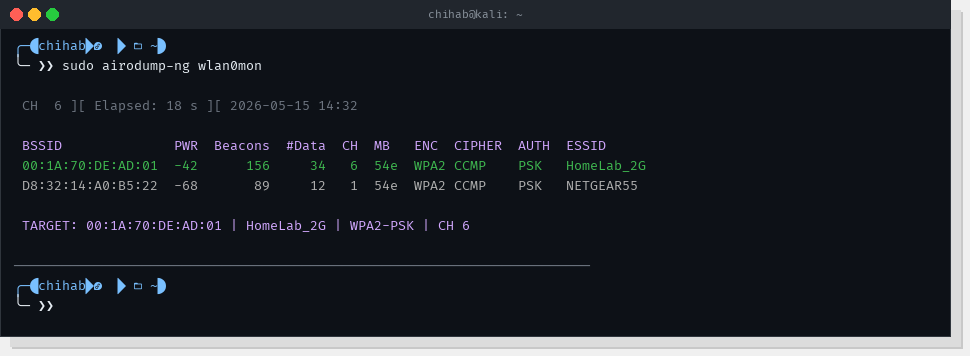 chihab@kali: ~
chihab ~
❯❯ sudo airodump-ng wlan0mon
CH  6 ][ Elapsed: 18 s ][ 2026-05-15 14:32
BSSID              PWR  Beacons  #Data  CH  MB   ENC  CIPHER  AUTH  ESSID
00:1A:70:DE:AD:01  -42      156     34   6  54e  WPA2 CCMP    PSK   HomeLab_2G
D8:32:14:A0:B5:22  -68       89     12   1  54e  WPA2 CCMP    PSK   NETGEAR55
TARGET: 00:1A:70:DE:AD:01 | HomeLab_2G | WPA2-PSK | CH 6
chihab ~
❯❯